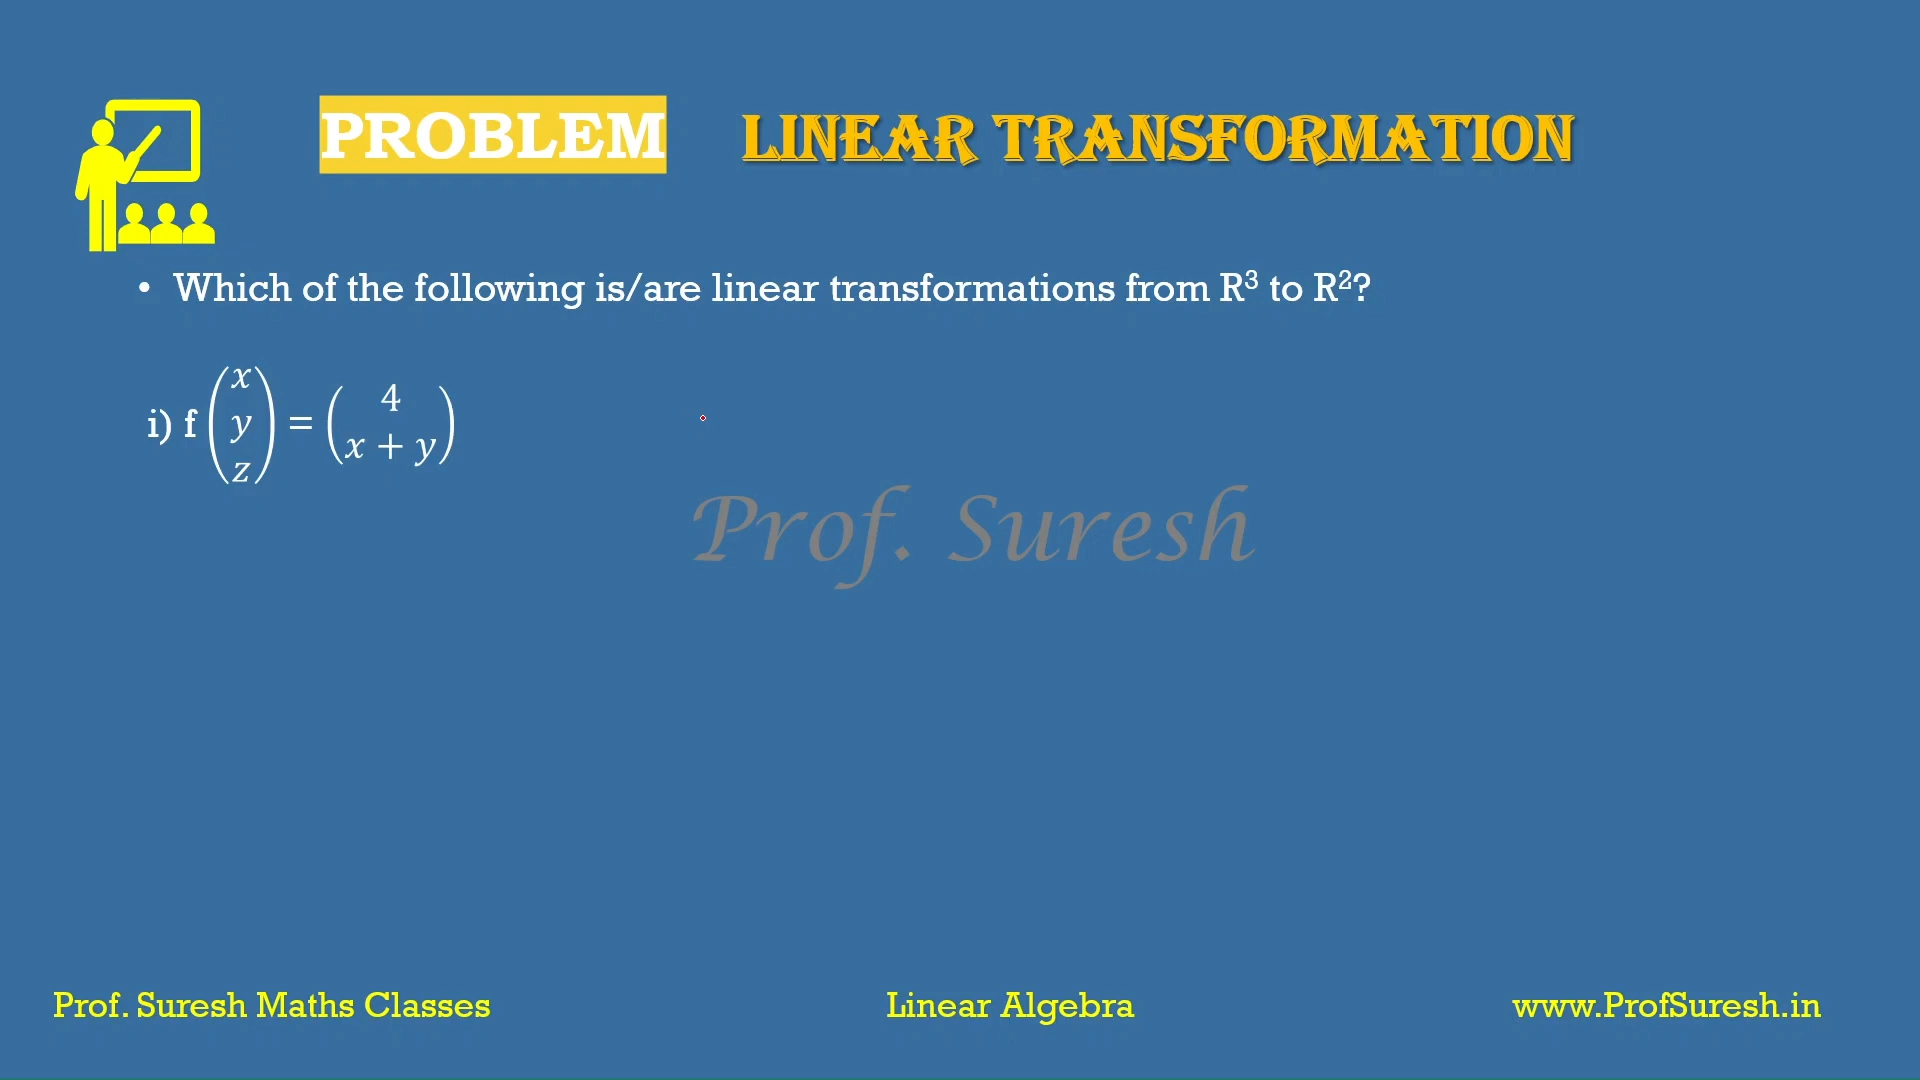 PROBLEM LINEAR TRANSFORMATION
• Which of the following is/are linear transformations from R³ to R²?
i) f (x y z) = (4 x + y)
Prof. Suresh
Prof. Suresh Maths Classes Linear Algebra www.ProfSuresh.in